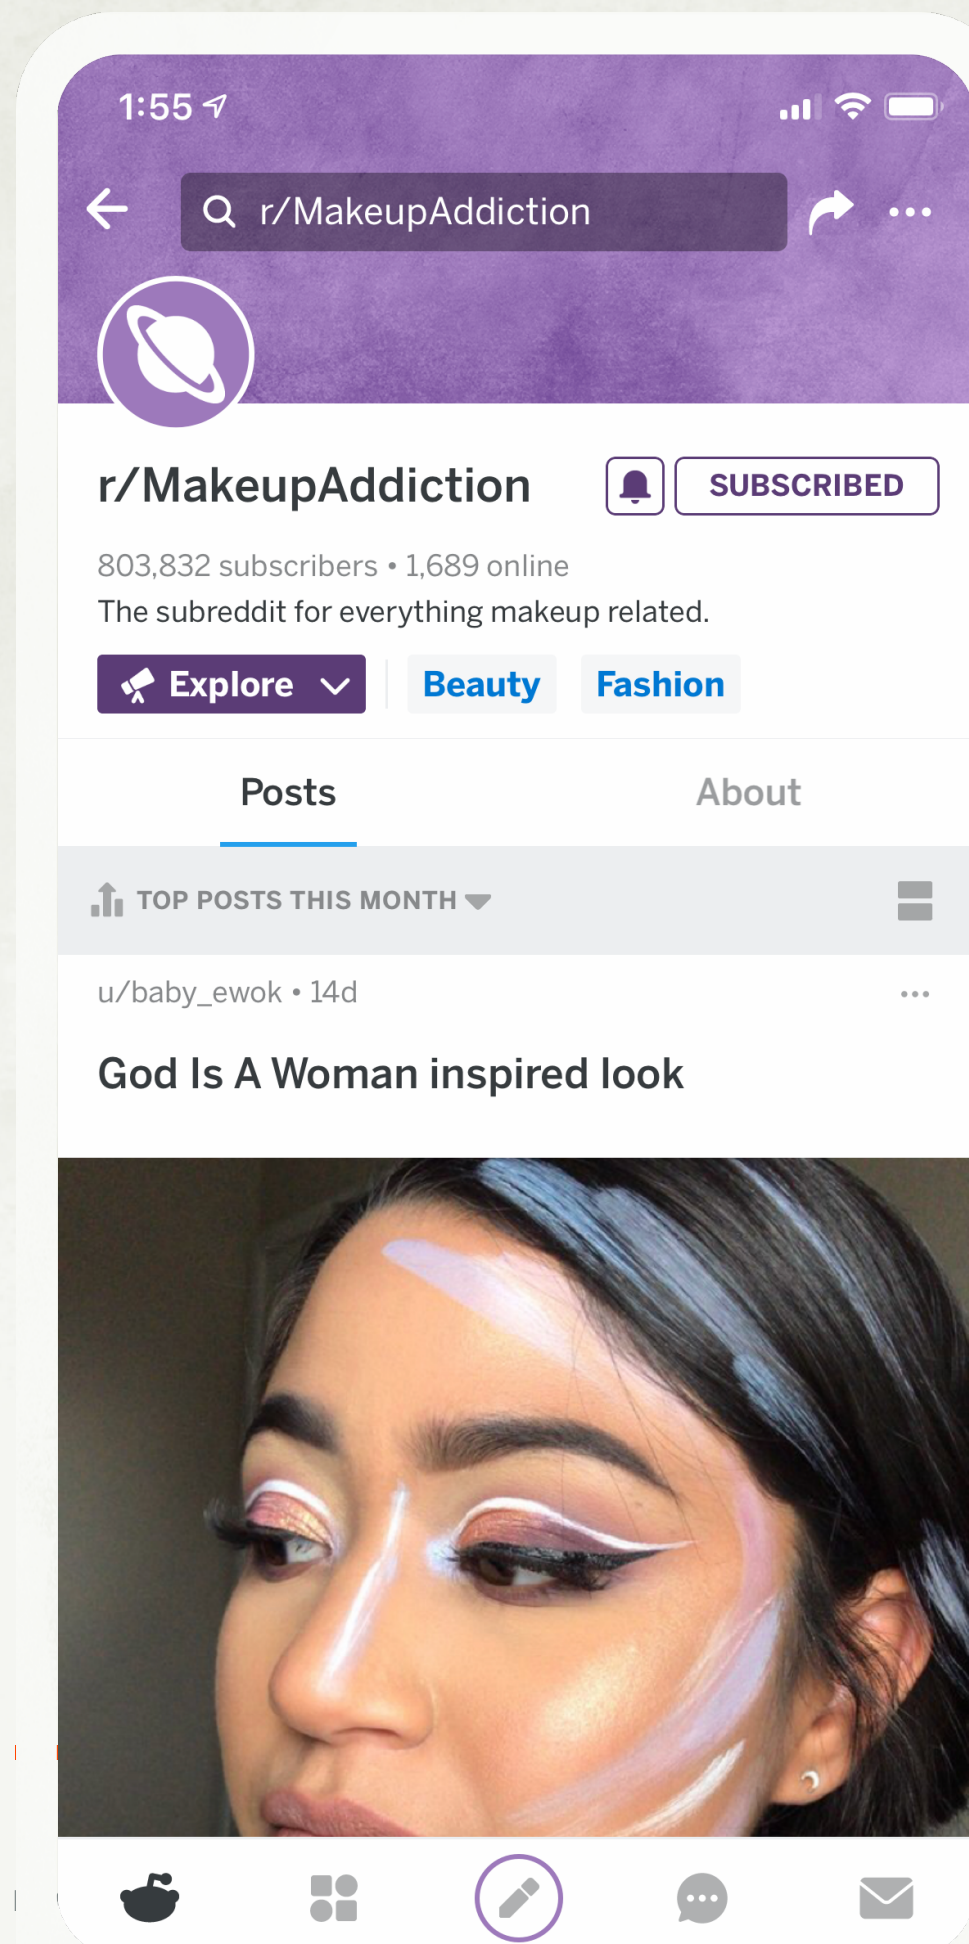 1:55
r/MakeupAddiction
r/MakeupAddiction
SUBSCRIBED
803,832 subscribers • 1,689 online
The subreddit for everything makeup related.
Explore
Beauty
Fashion
Posts
About
TOP POSTS THIS MONTH
u/baby_ewok • 14d
God Is A Woman inspired look